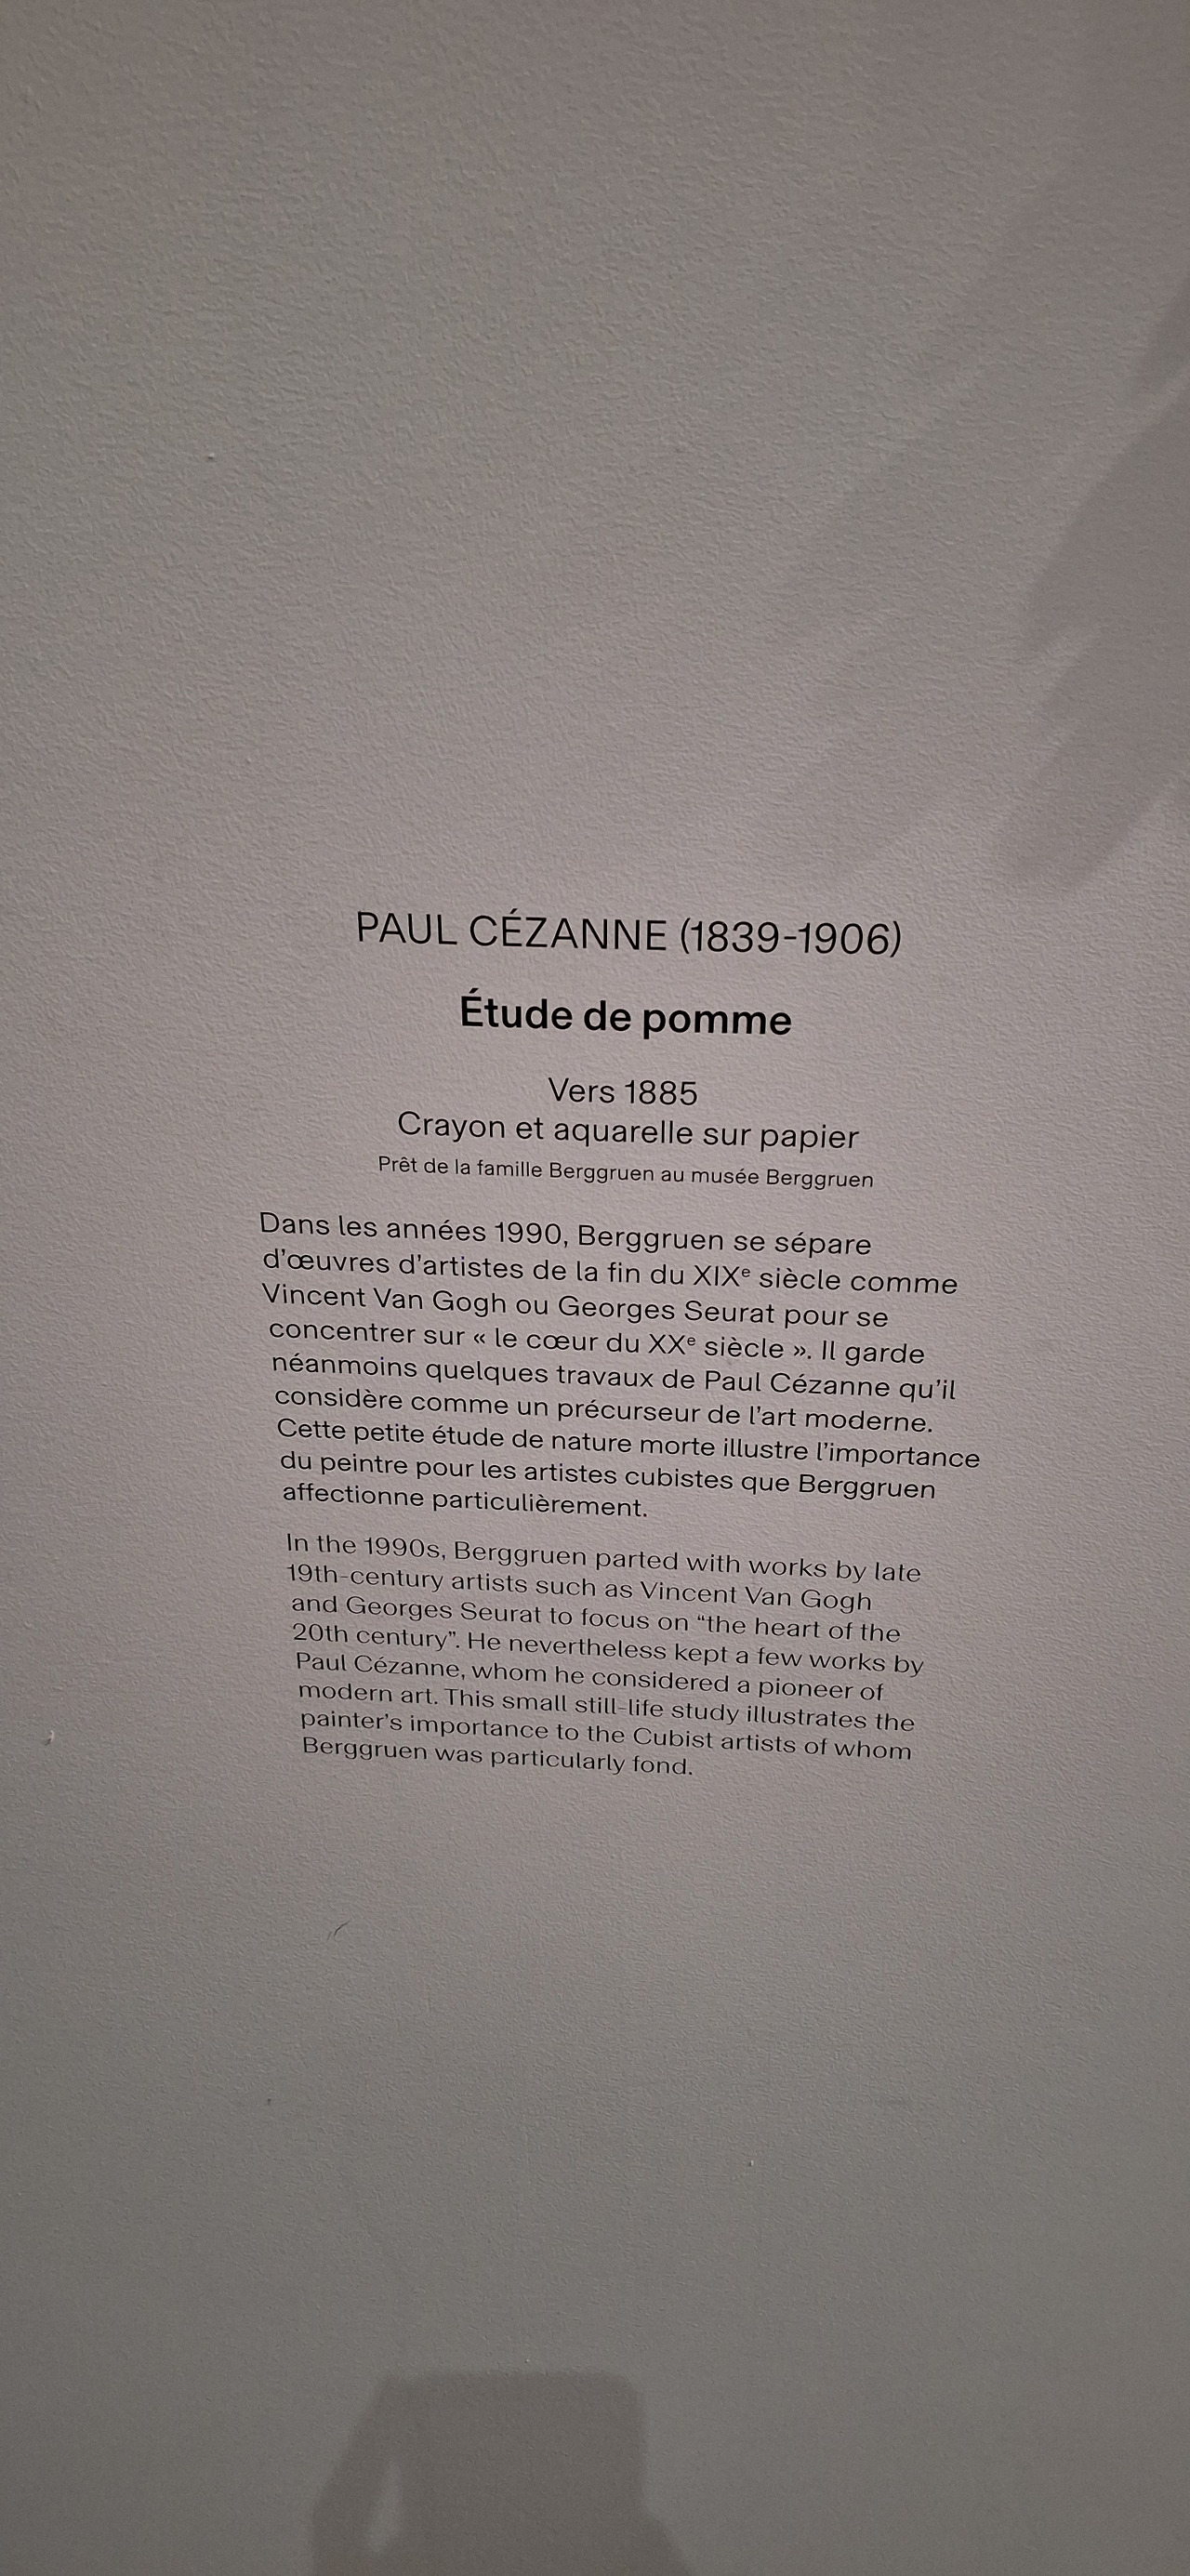 PAUL CÉZANNE (1839-1906)
Étude de pomme
Vers 1885
Crayon et aquarelle sur papier
Prêt de la famille Berggruen au musée Berggruen
Dans les années 1990, Berggruen se sépare
d'œuvres d'artistes de la fin du XIXᵉ siècle comme
Vincent Van Gogh ou Georges Seurat pour se
concentrer sur « le cœur du XXᵉ siècle ». Il garde
néanmoins quelques travaux de Paul Cézanne qu'il
considère comme un précurseur de l'art moderne.
Cette petite étude de nature morte illustre l'importance
du peintre pour les artistes cubistes que Berggruen
affectionne particulièrement.
In the 1990s, Berggruen parted with works by late
19th-century artists such as Vincent Van Gogh
and Georges Seurat to focus on “the heart of the
20th century”. He nevertheless kept a few works by
Paul Cézanne, whom he considered a pioneer of
modern art. This small still-life study illustrates the
painter's importance to the Cubist artists of whom
Berggruen was particularly fond.